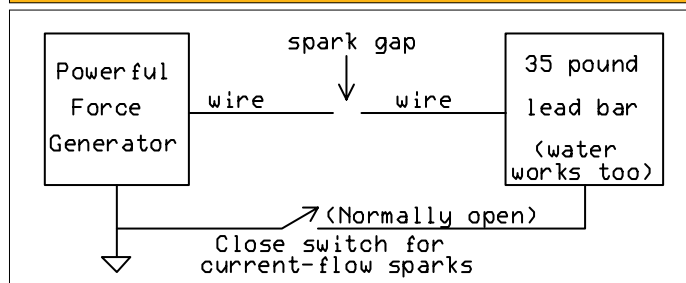 spark gap
Powerful
Force
Generator
wire
wire
35 pound
lead bar
(water
works too)
(Normally open)
Close switch for
current-flow sparks